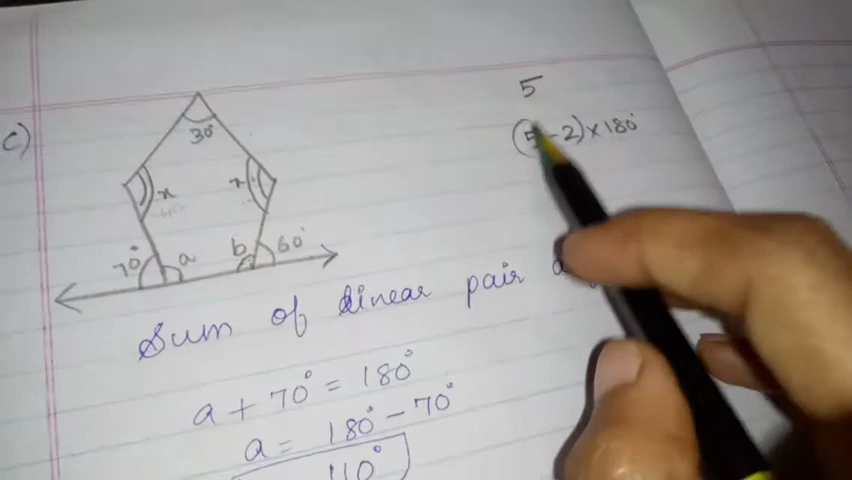 c)
30°
x
x
70°
a
b
60°
5
(5-2)×180°
Sum of linear pair
a + 70° = 180°
a = 180° - 70°
110°